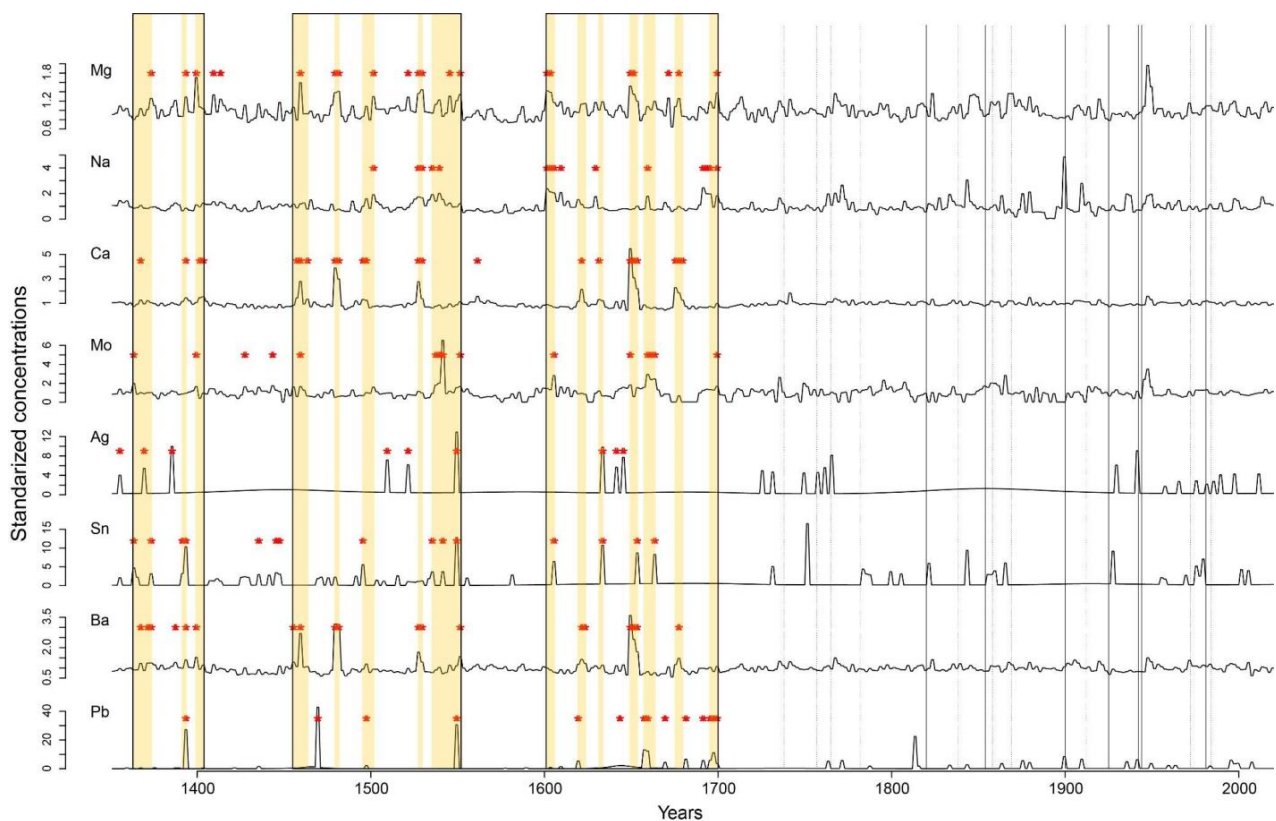 Mg
0.6 1.2 1.8
Na
0 2 4
Ca
1 3 5
Mo
0 2 4 6
Ag
0 4 8 12
Sn
0 5 10 15
Ba
0.5 2.0 3.5
Pb
0 20 40
Standarized concentrations
1400 1500 1600 1700 1800 1900 2000
Years